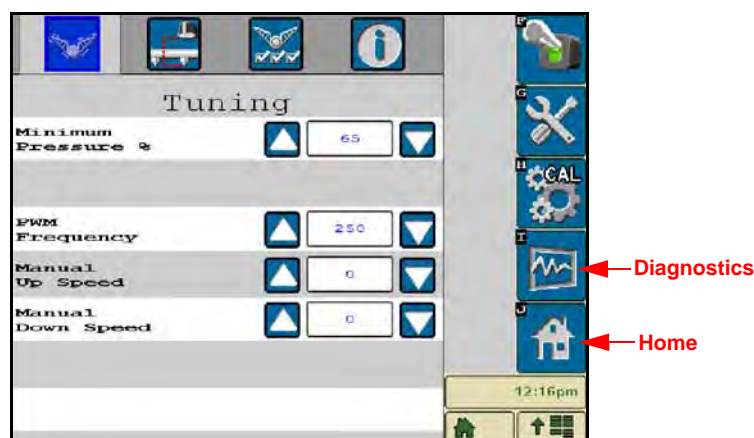 F
Tuning
G
Minimum
Pressure %
65
H
CAL
PWM
Frequency
250
I
Manual
Up Speed
0
Diagnostics
Manual
Down Speed
0
J
Home
12:16pm